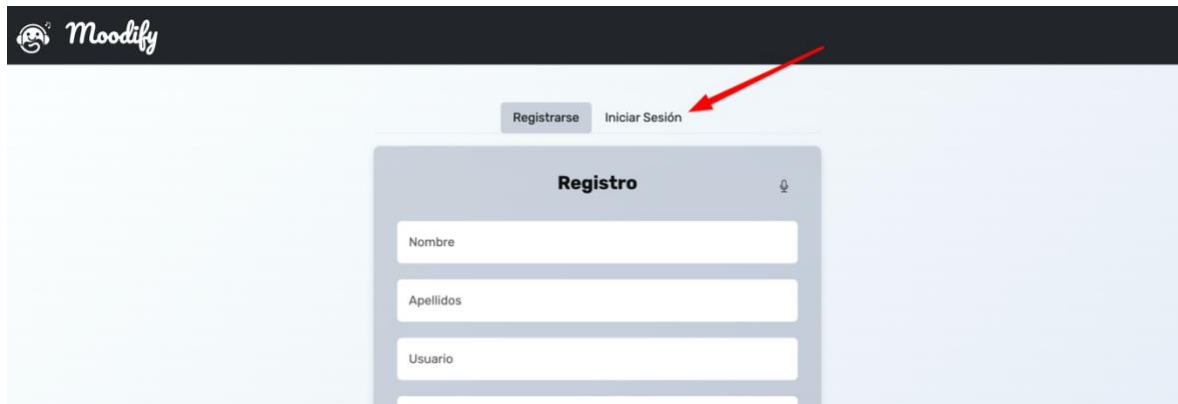 Moodify
Registrarse Iniciar Sesión
Registro
Nombre
Apellidos
Usuario